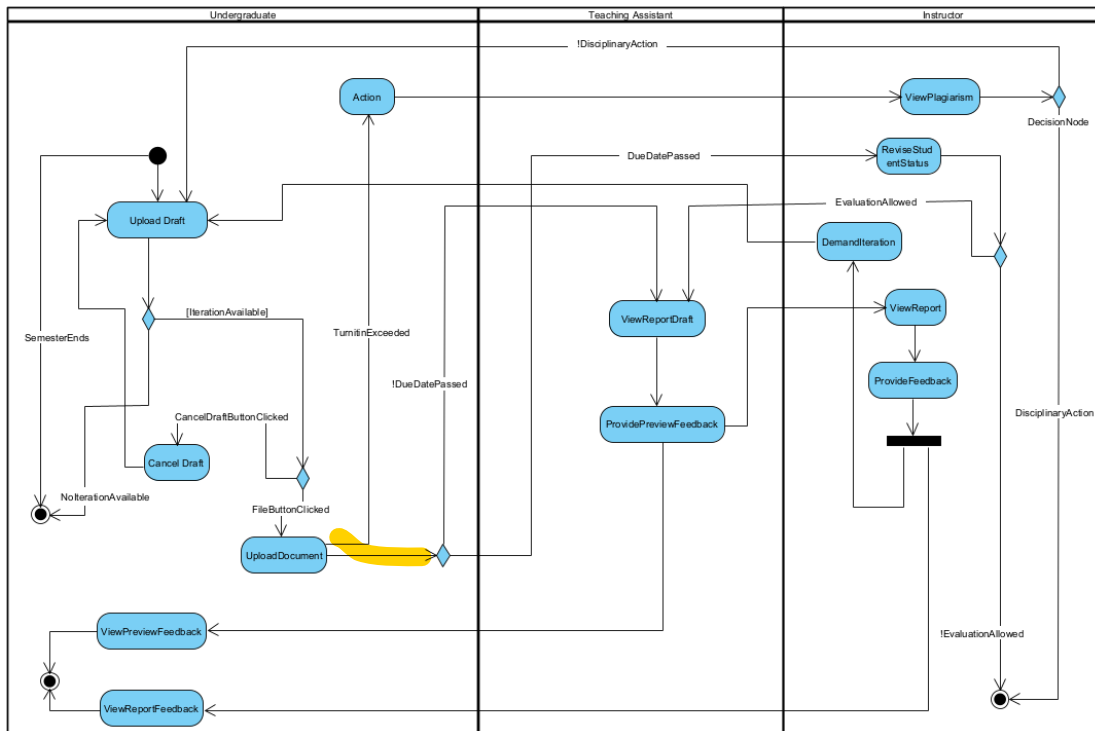 Undergraduate
Teaching Assistant
Instructor
!DisciplinaryAction
Action
ViewPlagiarism
DecisionNode
DueDatePassed
ReviseStud
entStatus
EvaluationAllowed
Upload Draft
DemandIteration
[IterationAvailable]
ViewReportDraft
ViewReport
SemesterEnds
TurnitinExceeded
!DueDatePassed
ProvideFeedback
CancelDraftButtonClicked
ProvidePreviewFeedback
DisciplinaryAction
Cancel Draft
NoIterationAvailable
FileButtonClicked
UploadDocument
ViewPreviewFeedback
!EvaluationAllowed
ViewReportFeedback